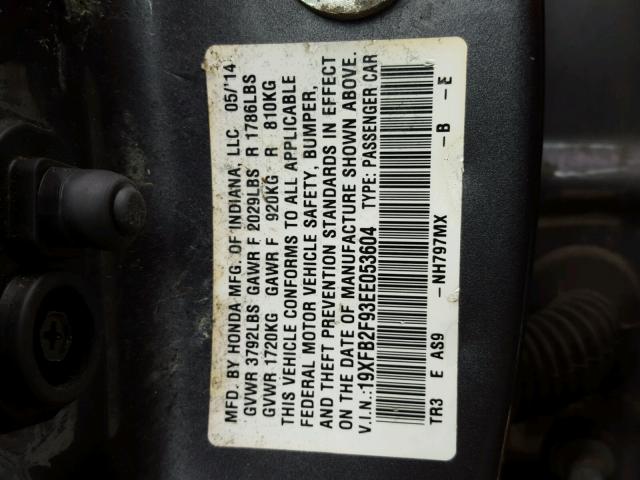 MFD. BY HONDA MFG. OF INDIANA, LLC 05/'14
GVWR 3792LBS GAWR F 2029LBS R 1786LBS
GVWR 1720KG GAWR F 920KG R 810KG
THIS VEHICLE CONFORMS TO ALL APPLICABLE
FEDERAL MOTOR VEHICLE SAFETY, BUMPER,
AND THEFT PREVENTION STANDARDS IN EFFECT
ON THE DATE OF MANUFACTURE SHOWN ABOVE.
V.I.N.:19XFB2F93EE053604 TYPE: PASSENGER CAR
TR3 E AS9 -NH797MX -B -E